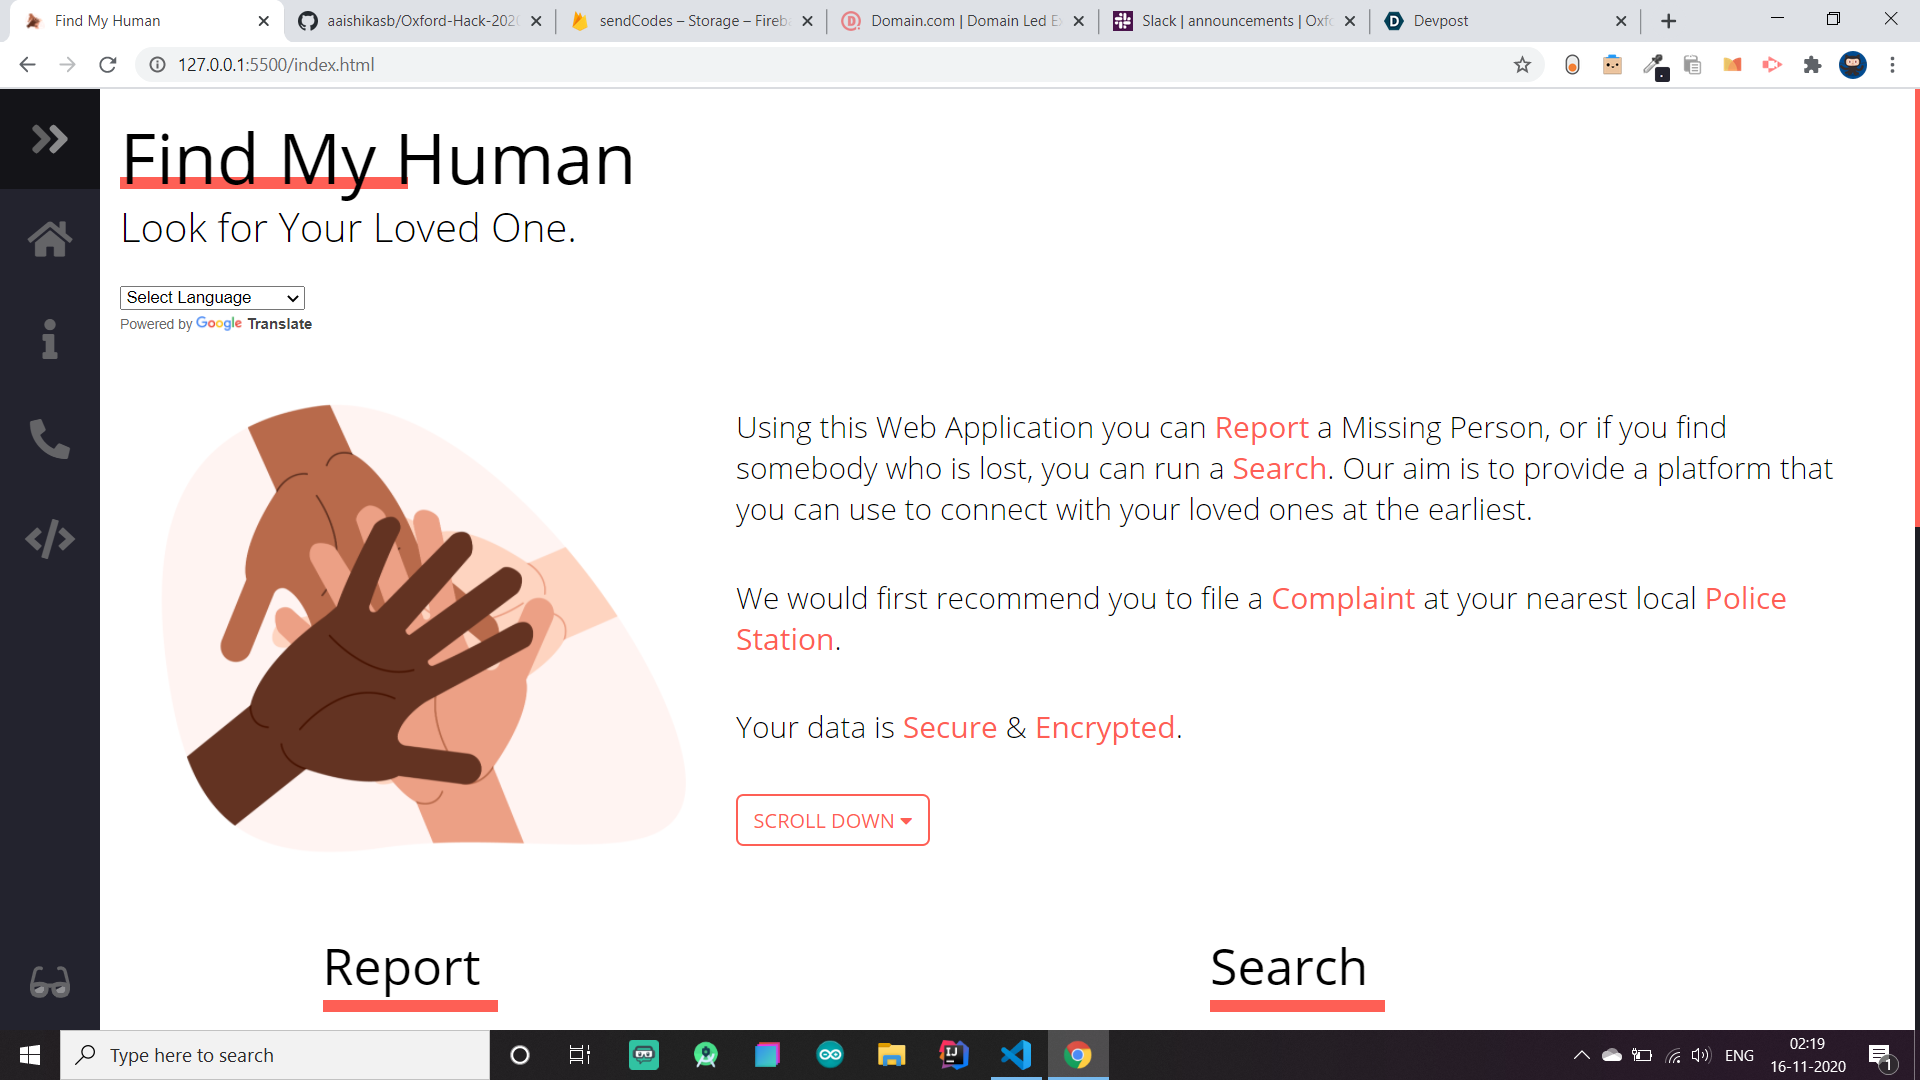 Find My Human
aaishikasb/Oxford-Hack-2020
sendCodes – Storage – Fireb
Domain.com | Domain Led E
Slack | announcements | Oxf
Devpost
127.0.0.1:5500/index.html
Find My Human
Look for Your Loved One.
Select Language
Powered by Google Translate
Using this Web Application you can Report a Missing Person, or if you find
somebody who is lost, you can run a Search. Our aim is to provide a platform that
you can use to connect with your loved ones at the earliest.
We would first recommend you to file a Complaint at your nearest local Police
Station.
Your data is Secure & Encrypted.
SCROLL DOWN
Report
Search
Type here to search
ENG
02:19
16-11-2020
1